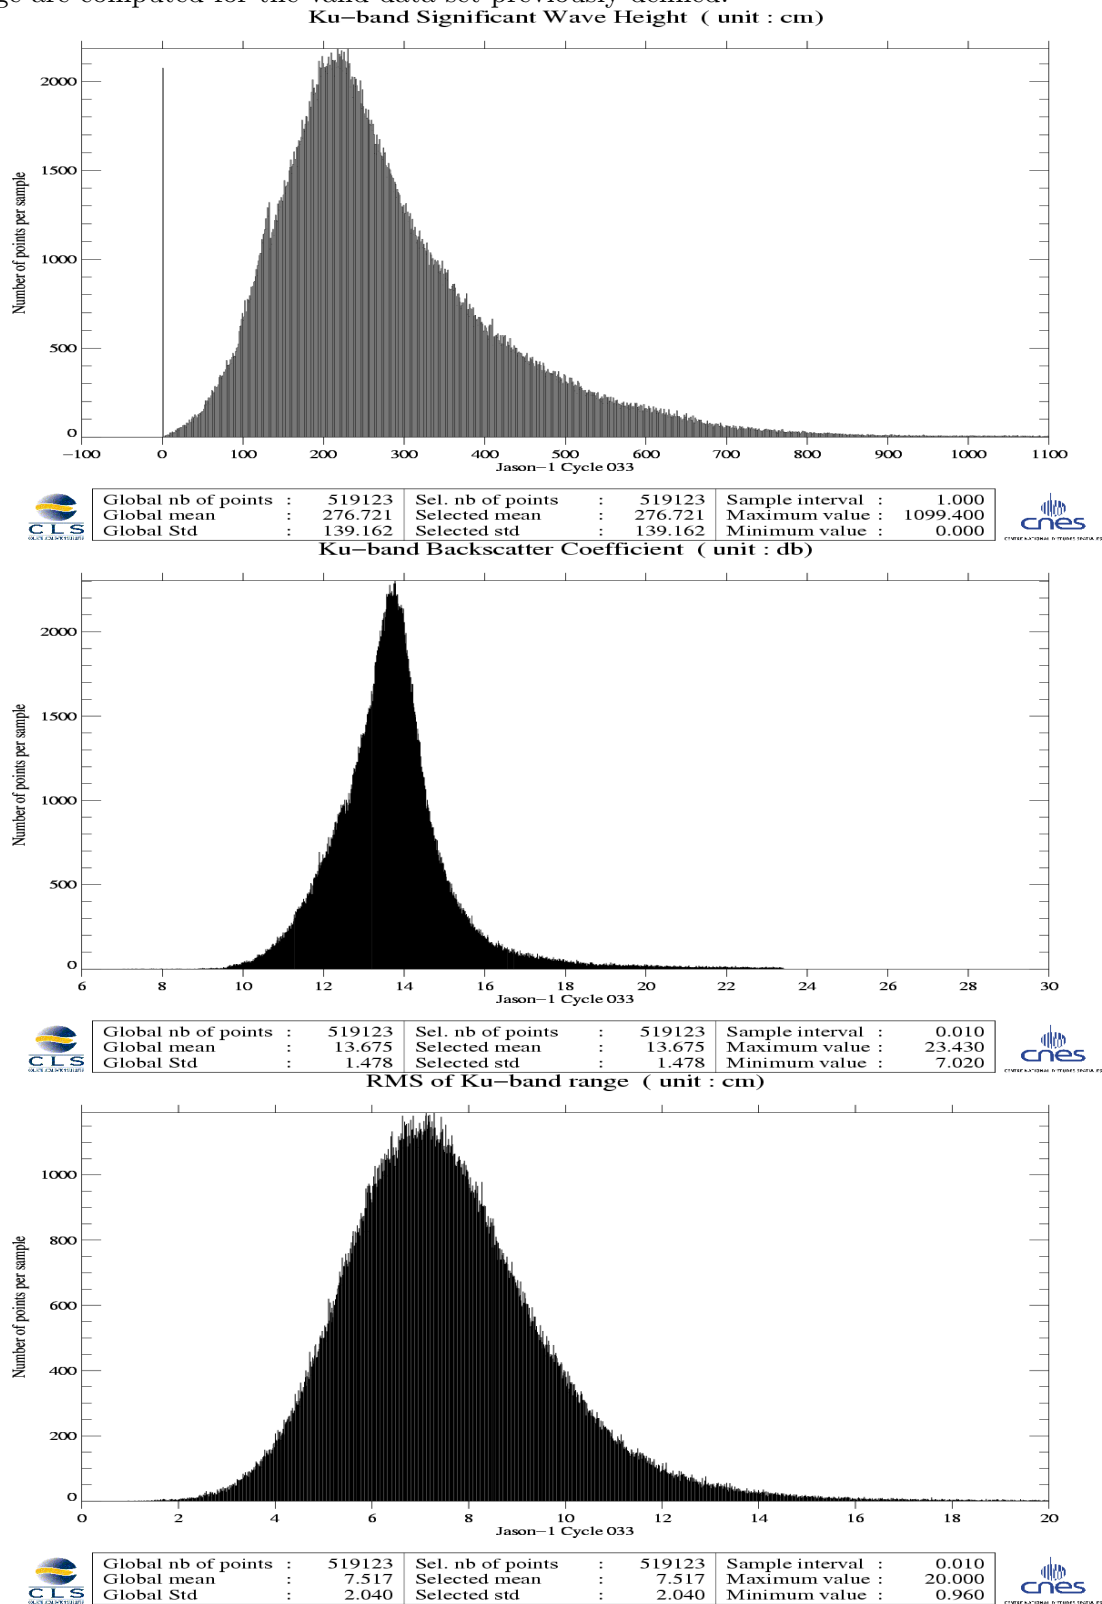 ge are computed for the valid data set previously defined.
Ku−band Significant Wave Height ( unit : cm)
Number of points per sample
2000
1500
1000
500
0
−100 0 100 200 300 400 500 600 700 800 900 1000 1100
Jason−1 Cycle 033
CLS
Global nb of points : 519123 Sel. nb of points : 519123 Sample interval : 1.000
Global mean : 276.721 Selected mean : 276.721 Maximum value : 1099.400
Global Std : 139.162 Selected std : 139.162 Minimum value : 0.000
cnes
Ku−band Backscatter Coefficient ( unit : db)
Number of points per sample
2000
1500
1000
500
0
6 8 10 12 14 16 18 20 22 24 26 28 30
Jason−1 Cycle 033
CLS
Global nb of points : 519123 Sel. nb of points : 519123 Sample interval : 0.010
Global mean : 13.675 Selected mean : 13.675 Maximum value : 23.430
Global Std : 1.478 Selected std : 1.478 Minimum value : 7.020
cnes
RMS of Ku−band range ( unit : cm)
Number of points per sample
1000
800
600
400
200
0
0 2 4 6 8 10 12 14 16 18 20
Jason−1 Cycle 033
CLS
Global nb of points : 519123 Sel. nb of points : 519123 Sample interval : 0.010
Global mean : 7.517 Selected mean : 7.517 Maximum value : 20.000
Global Std : 2.040 Selected std : 2.040 Minimum value : 0.960
cnes